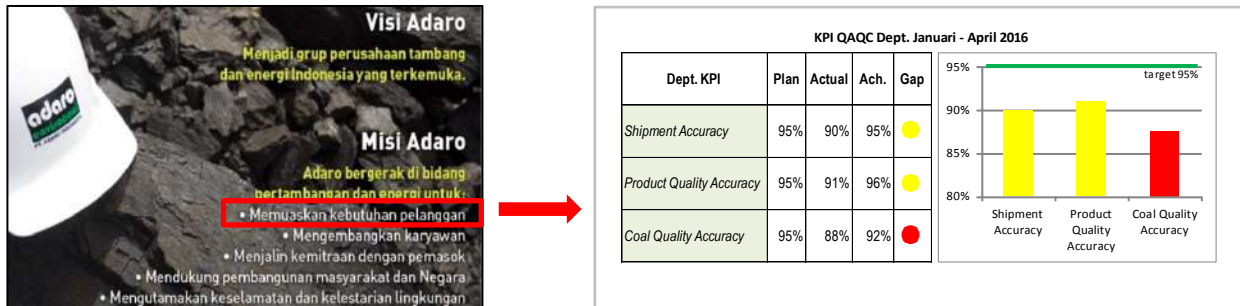 Visi Adaro
Menjadi grup perusahaan tambang
dan energi Indonesia yang terkemuka.
adaro
Misi Adaro
Adaro bergerak di bidang
pertambangan dan energi untuk:
• Memuaskan kebutuhan pelanggan
• Mengembangkan karyawan
• Menjalin kemitraan dengan pemasok
• Mendukung pembangunan masyarakat dan Negara
• Mengutamakan keselamatan dan kelestarian lingkungan
KPI QAQC Dept. Januari - April 2016
Dept. KPI Plan Actual Ach. Gap
Shipment Accuracy 95% 90% 95%
Product Quality Accuracy 95% 91% 96%
Coal Quality Accuracy 95% 88% 92%
95%
target 95%
90%
85%
80%
Shipment Accuracy
Product Quality Accuracy
Coal Quality Accuracy